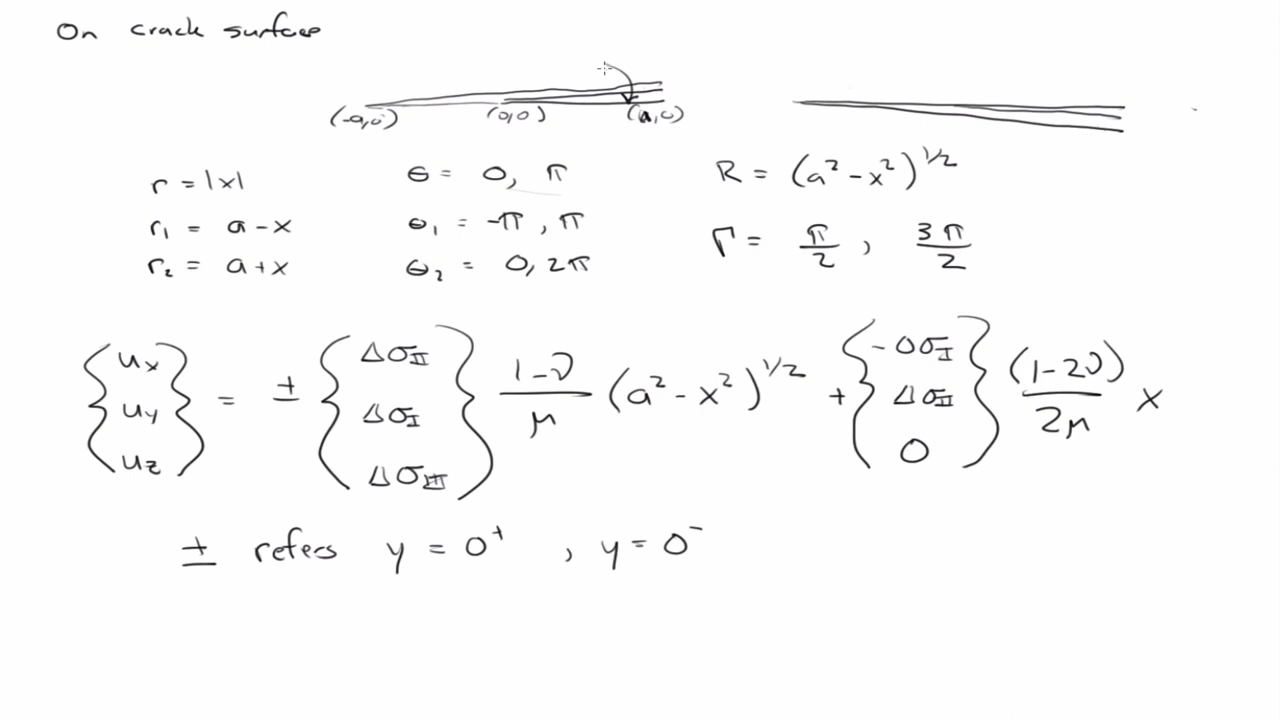 On crack surface
(-a,0) (0,0) (a,0)
r = |x| θ = 0, π R = (a² - x²)^1/2
r₁ = a - x θ₁ = -π, π Γ = π/2, 3π/2
r₂ = a + x θ₂ = 0, 2π
{uₓ u_y u_z} = ± {Δσ_II Δσ_I Δσ_III} (1-ν)/μ (a² - x²)^1/2 + {-Δσ_I Δσ_II 0} (1-2ν)/2μ x
± refers y = 0⁺, y = 0⁻